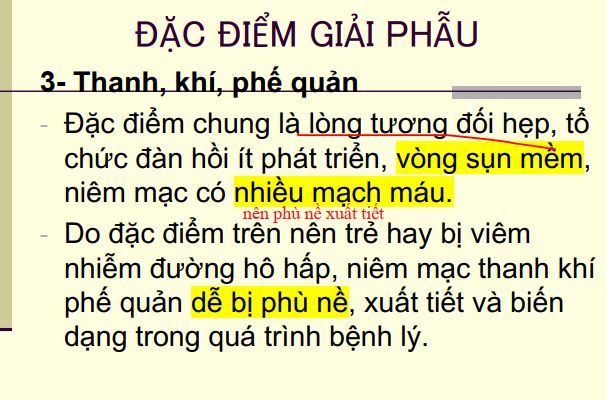 ĐẶC ĐIỂM GIẢI PHẪU
3- Thanh, khí, phế quản
- Đặc điểm chung là lòng tương đối hẹp, tổ
chức đàn hồi ít phát triển, vòng sụn mềm,
niêm mạc có nhiều mạch máu.
nên phù nề xuất tiết
- Do đặc điểm trên nên trẻ hay bị viêm
nhiễm đường hô hấp, niêm mạc thanh khí
phế quản dễ bị phù nề, xuất tiết và biến
dạng trong quá trình bệnh lý.